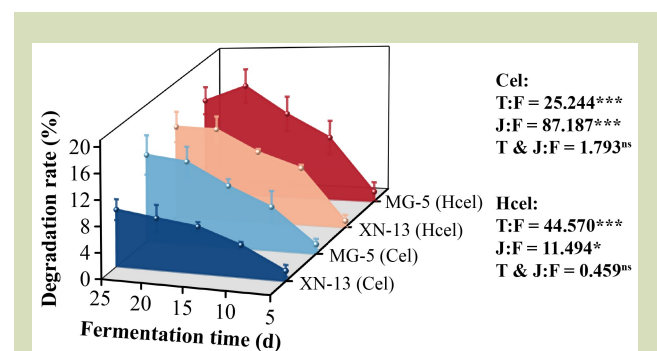 Degradation rate (%)
20
16
12
8
4
0
25
20
15
10
5
Fermentation time (d)
MG-5 (Hcel)
XN-13 (Hcel)
MG-5 (Cel)
XN-13 (Cel)
Cel:
T:F = 25.244***
J:F = 87.187***
T & J:F = 1.793ns
Hcel:
T:F = 44.570***
J:F = 11.494*
T & J:F = 0.459ns